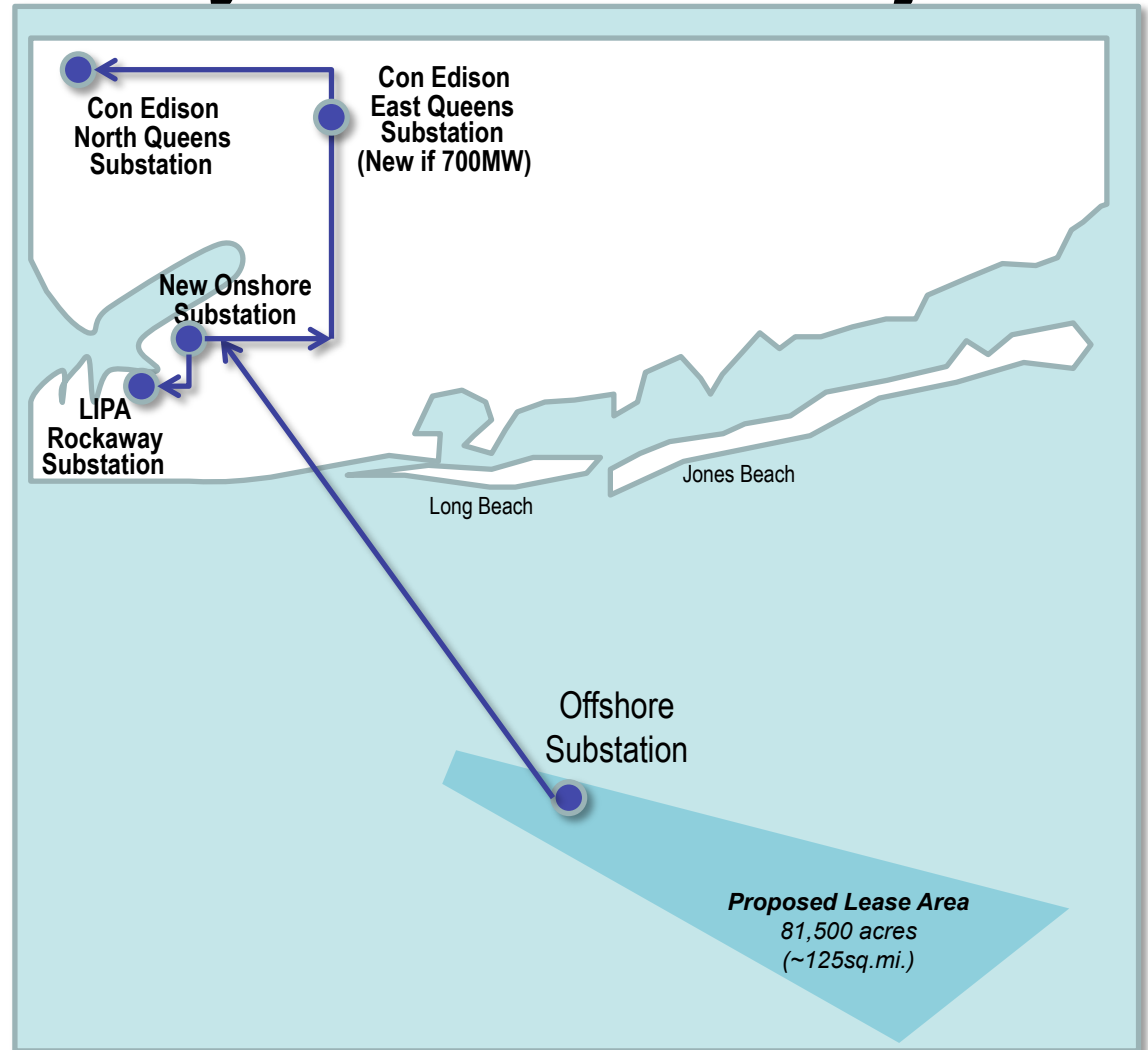 Con Edison
North Queens
Substation
Con Edison
East Queens
Substation
(New if 700MW)
New Onshore
Substation
LIPA
Rockaway
Substation
Long Beach
Jones Beach
Offshore
Substation
Proposed Lease Area
81,500 acres
(~125sq.mi.)